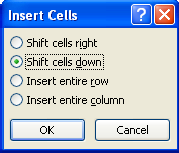 Insert Cells
Shift cells right
Shift cells down
Insert entire row
Insert entire column
OK Cancel